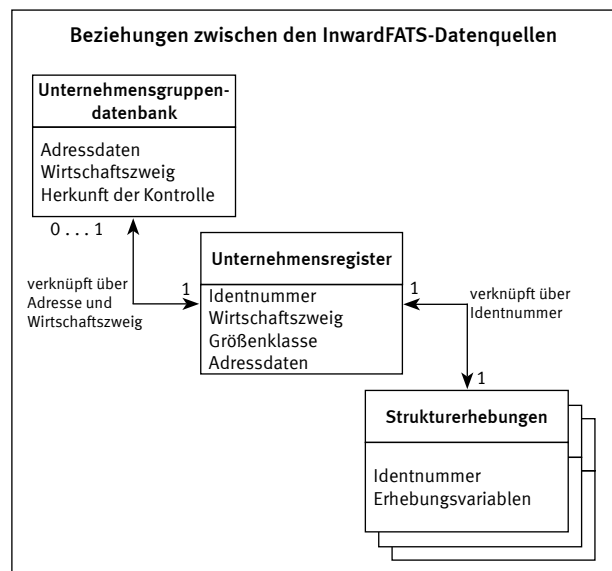 Beziehungen zwischen den InwardFATS-Datenquellen
Unternehmensgruppen-
datenbank
Adressdaten
Wirtschaftszweig
Herkunft der Kontrolle
0 . . . 1
verknüpft über
Adresse und
Wirtschaftszweig
1
Unternehmensregister
Identnummer
Wirtschaftszweig
Größenklasse
Adressdaten
1
verknüpft über
Identnummer
1
Strukturerhebungen
Identnummer
Erhebungsvariablen